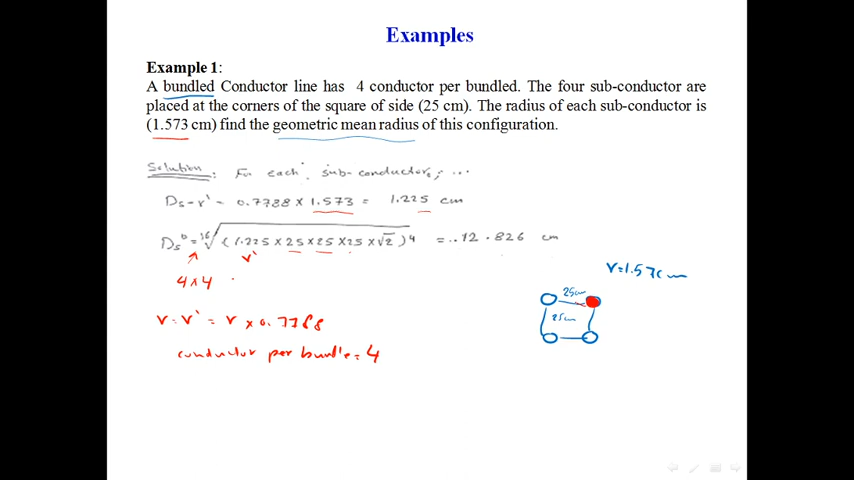 Examples
Example 1:
A bundled Conductor line has 4 conductor per bundled. The four sub-conductor are
placed at the corners of the square of side (25 cm). The radius of each sub-conductor is
(1.573 cm) find the geometric mean radius of this configuration.
Solution: For each sub-conductor, ...
Ds = r' = 0.7788 x 1.573 = 1.225 cm
Ds^b = 16√(1.225 x 25 x 25 x 25 x √2)^4 = .. 12.826 cm
r'
4x4
r = r' = r x 0.7788
conductor per bundle = 4
r = 1.57cm
25cm
25cm